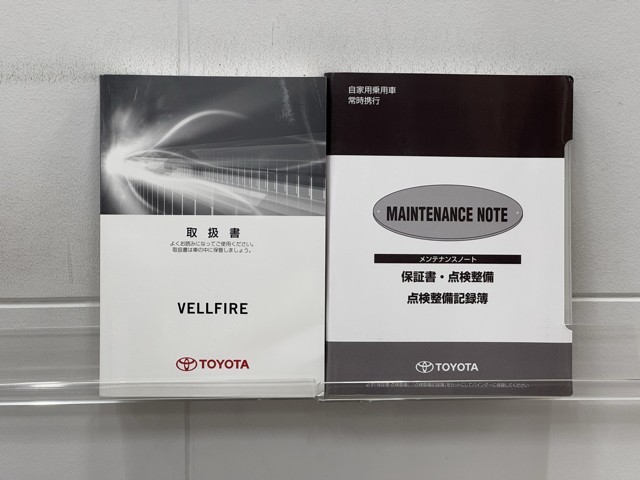 取扱書
よくお読みになってご使用ください。
取扱書は車の中に保管しましょう。
VELLFIRE
TOYOTA
自家用乗用車
常時携行
MAINTENANCE NOTE
メンテナンスノート
保証書・点検整備
点検整備記録簿
TOYOTA